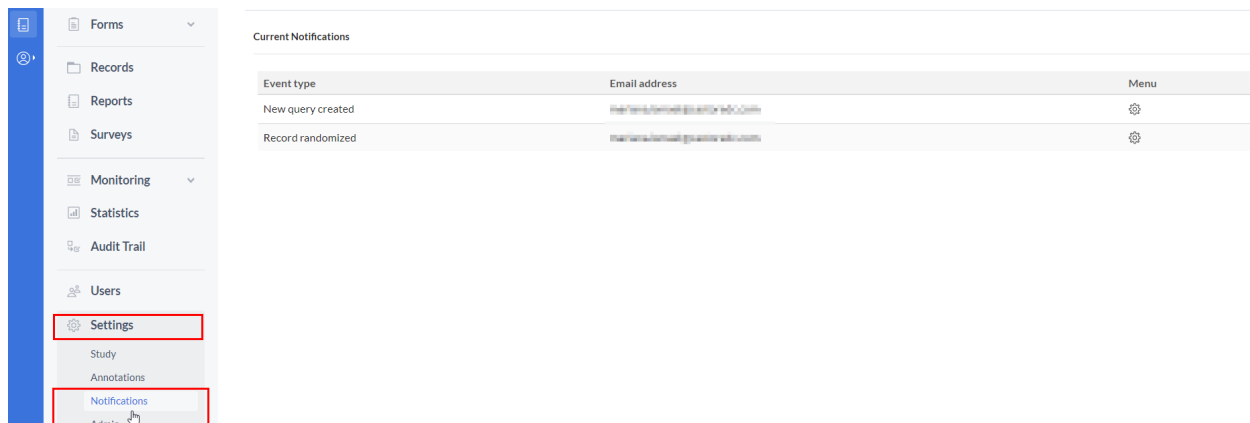 Forms
Records
Reports
Surveys
Monitoring
Statistics
Audit Trail
Users
Settings
Study
Annotations
Notifications
Current Notifications
Event type Email address Menu
New query created
Record randomized